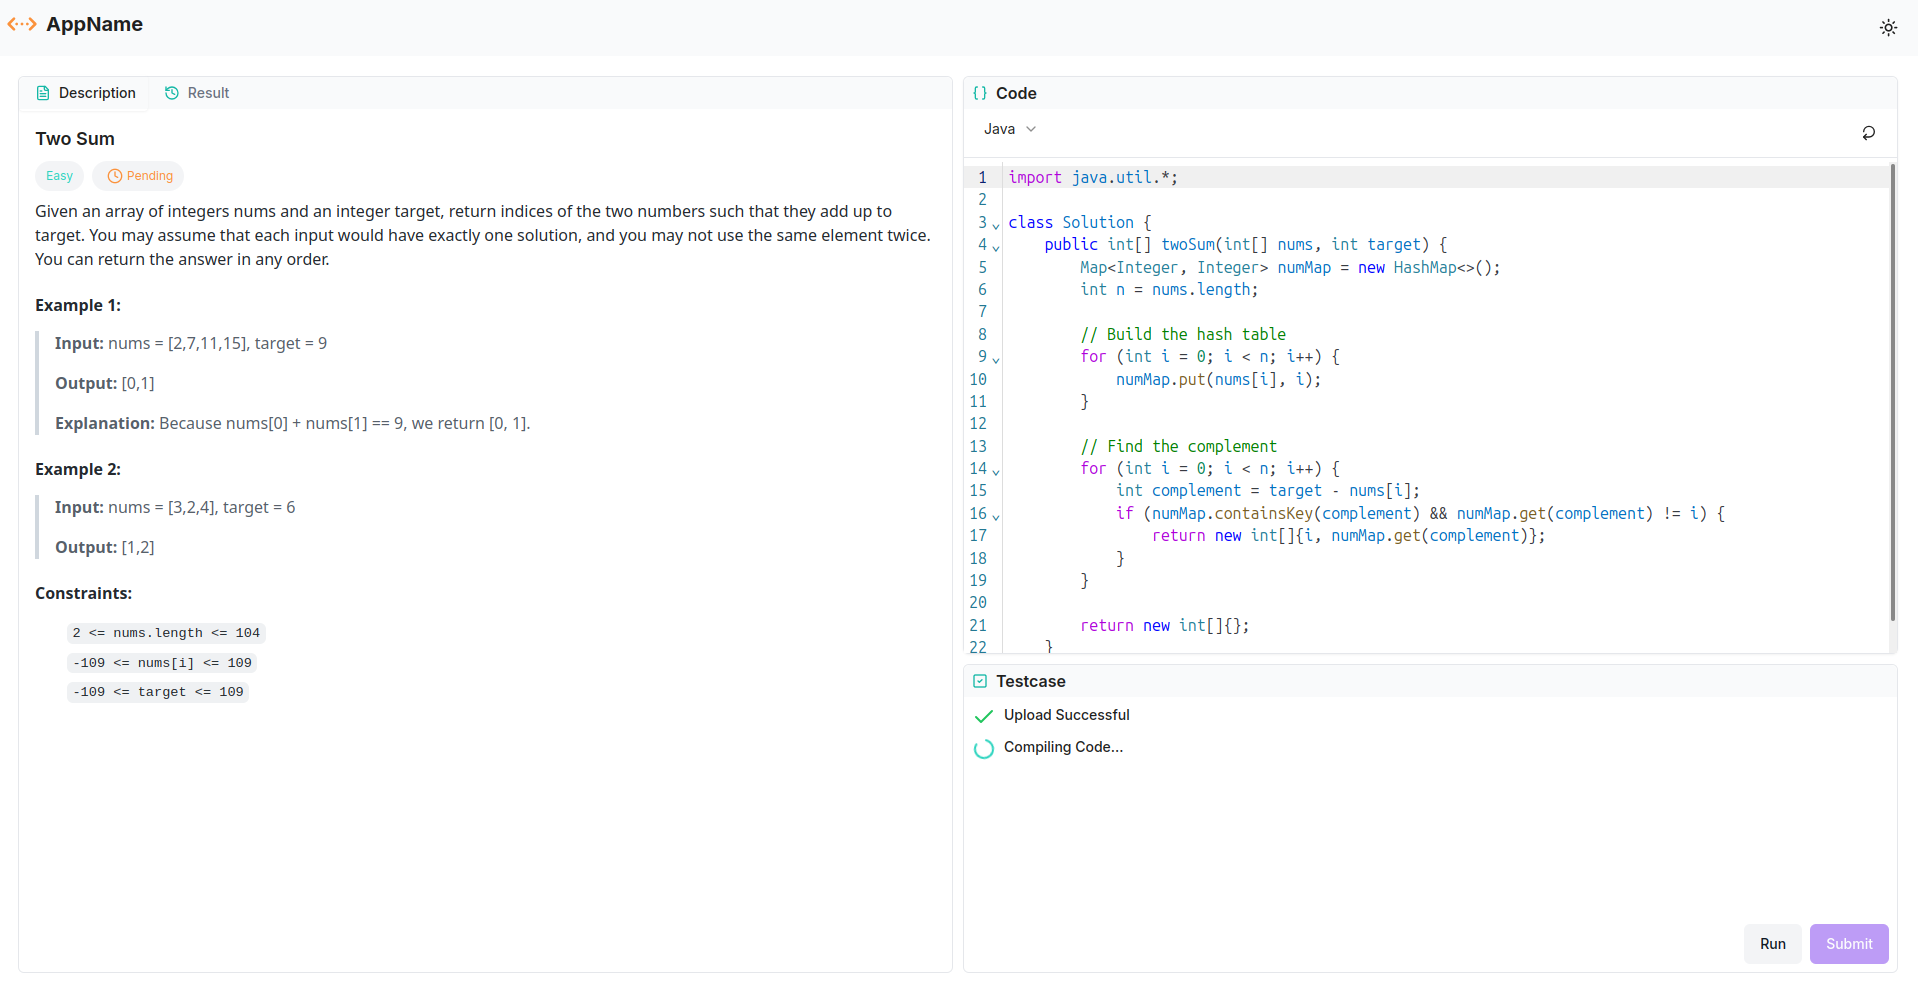 AppName
Description
Result
Two Sum
Easy
Pending
Given an array of integers nums and an integer target, return indices of the two numbers such that they add up to
target. You may assume that each input would have exactly one solution, and you may not use the same element twice.
You can return the answer in any order.
Example 1:
Input: nums = [2,7,11,15], target = 9
Output: [0,1]
Explanation: Because nums[0] + nums[1] == 9, we return [0, 1].
Example 2:
Input: nums = [3,2,4], target = 6
Output: [1,2]
Constraints:
2 <= nums.length <= 104
-109 <= nums[i] <= 109
-109 <= target <= 109
{} Code
Java
1 import java.util.*;
2
3 class Solution {
4     public int[] twoSum(int[] nums, int target) {
5         Map<Integer, Integer> numMap = new HashMap<>();
6         int n = nums.length;
7
8         // Build the hash table
9         for (int i = 0; i < n; i++) {
10             numMap.put(nums[i], i);
11         }
12
13         // Find the complement
14         for (int i = 0; i < n; i++) {
15             int complement = target - nums[i];
16             if (numMap.containsKey(complement) && numMap.get(complement) != i) {
17                 return new int[]{i, numMap.get(complement)};
18             }
19         }
20
21         return new int[]{};
22     }
Testcase
Upload Successful
Compiling Code...
Run
Submit